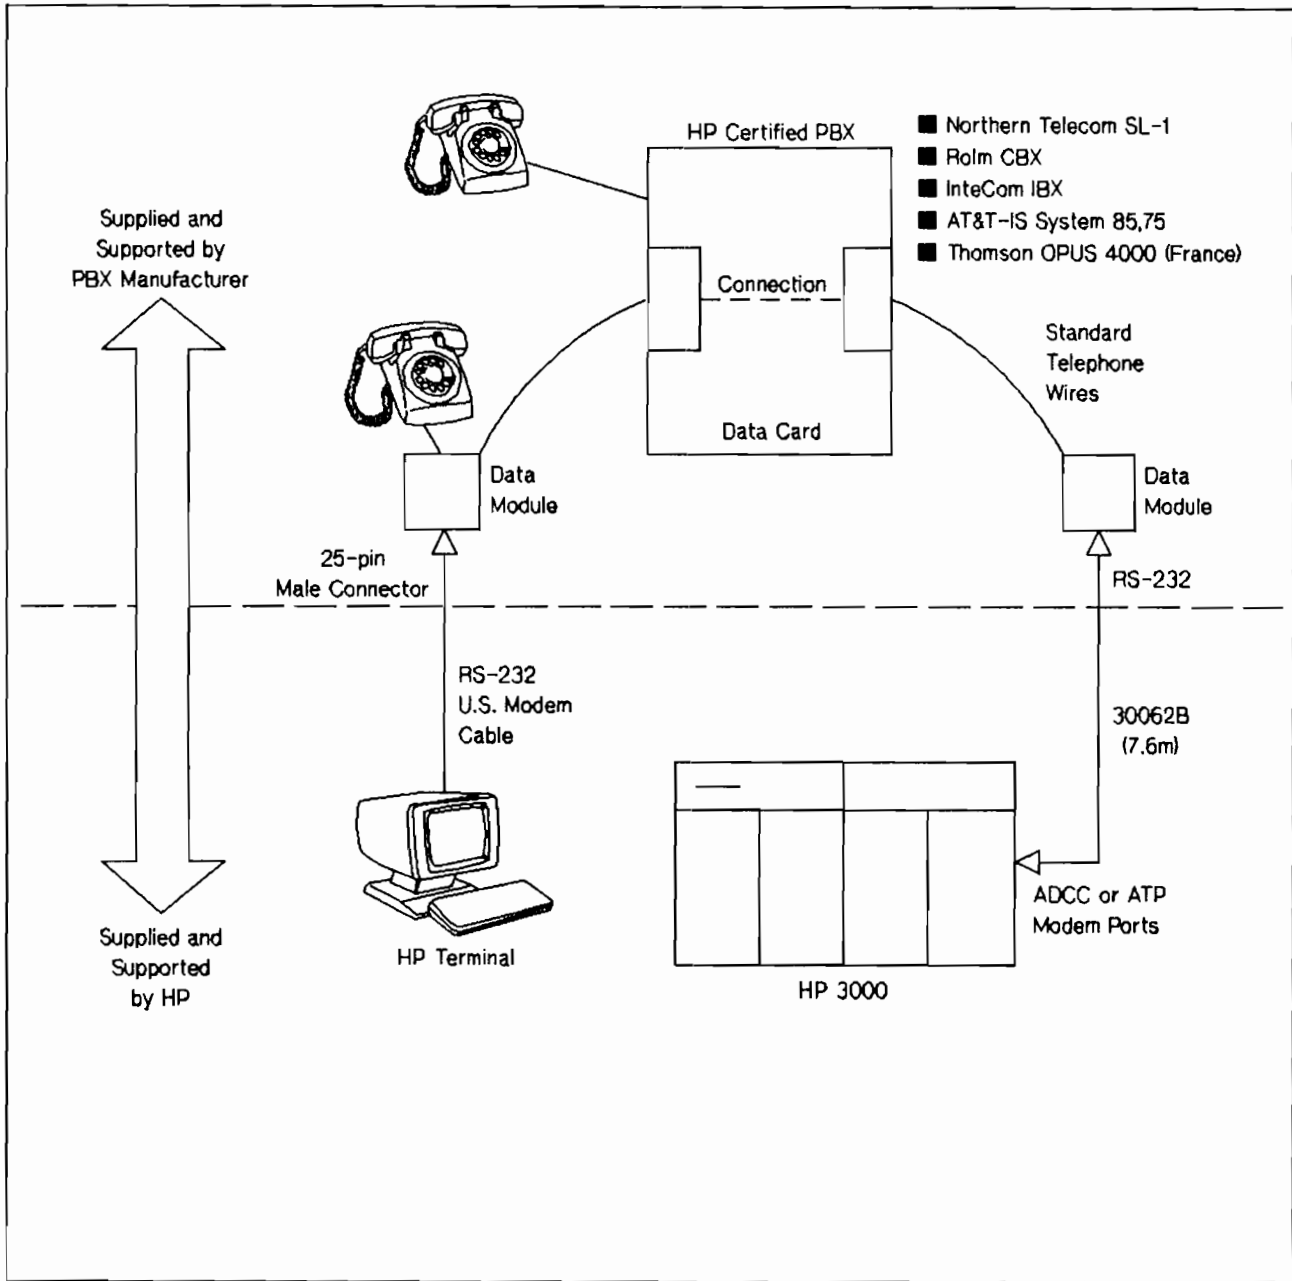 HP Certified PBX
■ Northern Telecom SL-1
■ Rolm CBX
■ InteCom IBX
■ AT&T-IS System 85,75
■ Thomson OPUS 4000 (France)
Supplied and
Supported by
PBX Manufacturer
Connection
Standard
Telephone
Wires
Data Card
Data
Module
Data
Module
25-pin
Male Connector
RS-232
RS-232
U.S. Modem
Cable
30062B
(7.6m)
ADCC or ATP
Modem Ports
Supplied and
Supported
by HP
HP Terminal
HP 3000